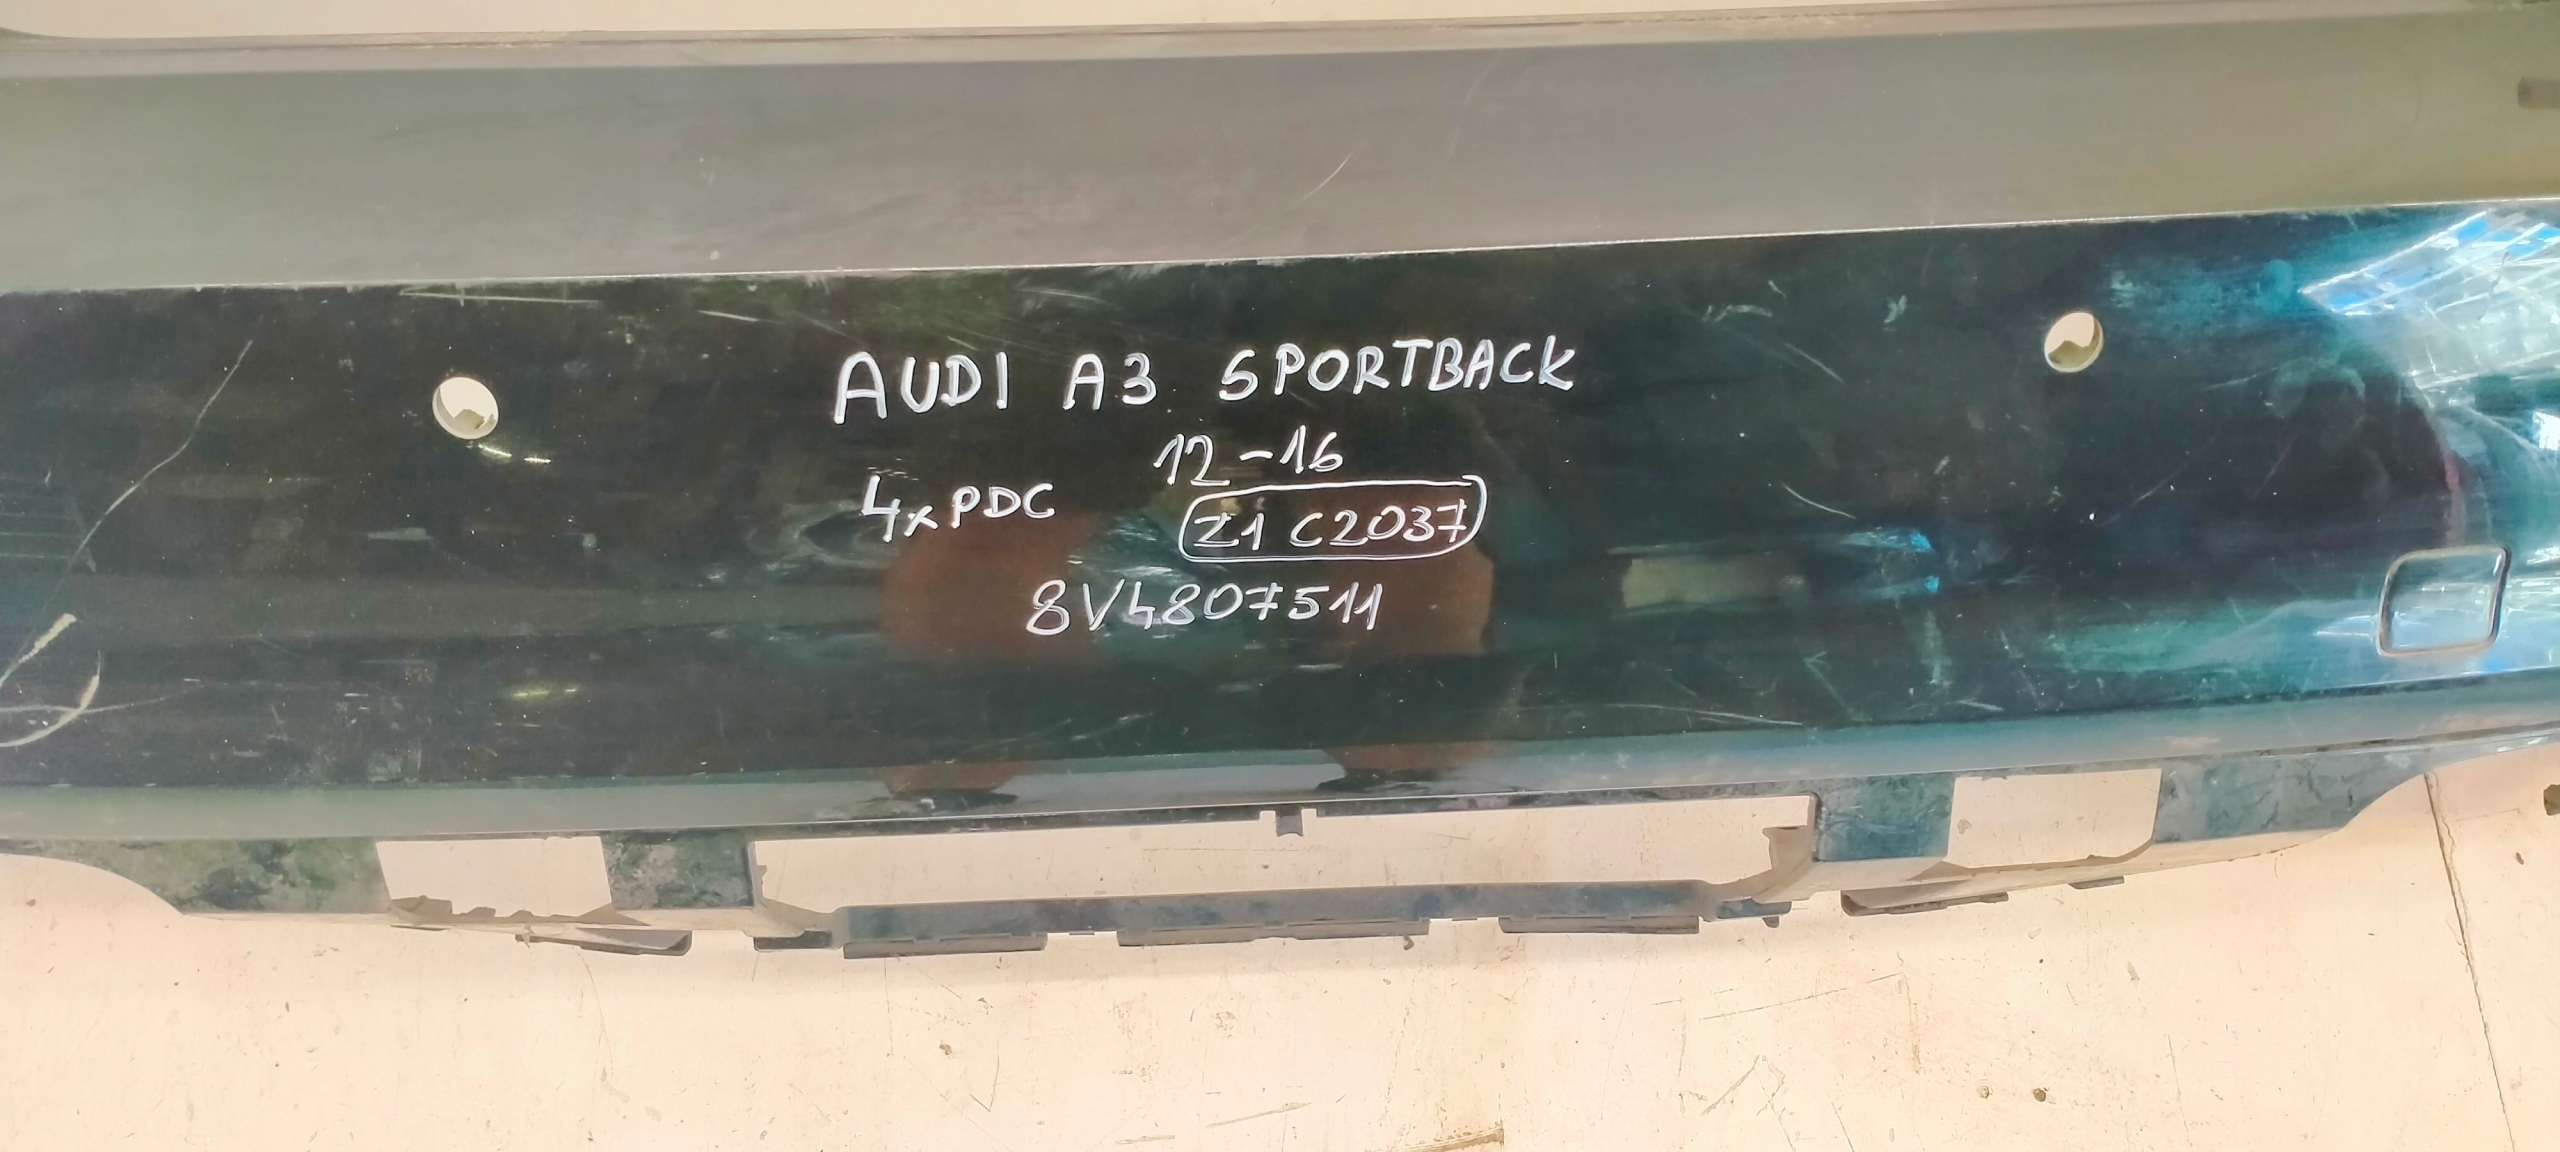 AUDI A3 SPORTBACK
12-16
4xPDC
Z1 C2037
8V4807511